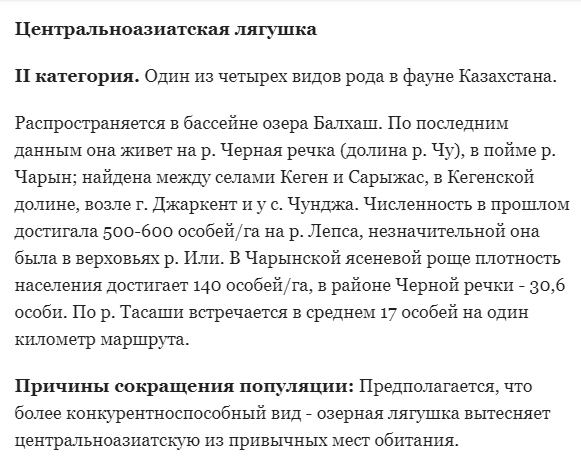 Центральноазиатская лягушка
II категория. Один из четырех видов рода в фауне Казахстана.
Распространяется в бассейне озера Балхаш. По последним
данным она живет на р. Черная речка (долина р. Чу), в пойме р.
Чарын; найдена между селами Кеген и Сарыжас, в Кегенской
долине, возле г. Джаркент и у с. Чунджа. Численность в прошлом
достигала 500-600 особей/га на р. Лепса, незначительной она
была в верховьях р. Или. В Чарынской ясеневой роще плотность
населения достигает 140 особей/га, в районе Черной речки - 30,6
особи. По р. Тасаши встречается в среднем 17 особей на один
километр маршрута.
Причины сокращения популяции: Предполагается, что
более конкурентноспособный вид - озерная лягушка вытесняет
центральноазиатскую из привычных мест обитания.